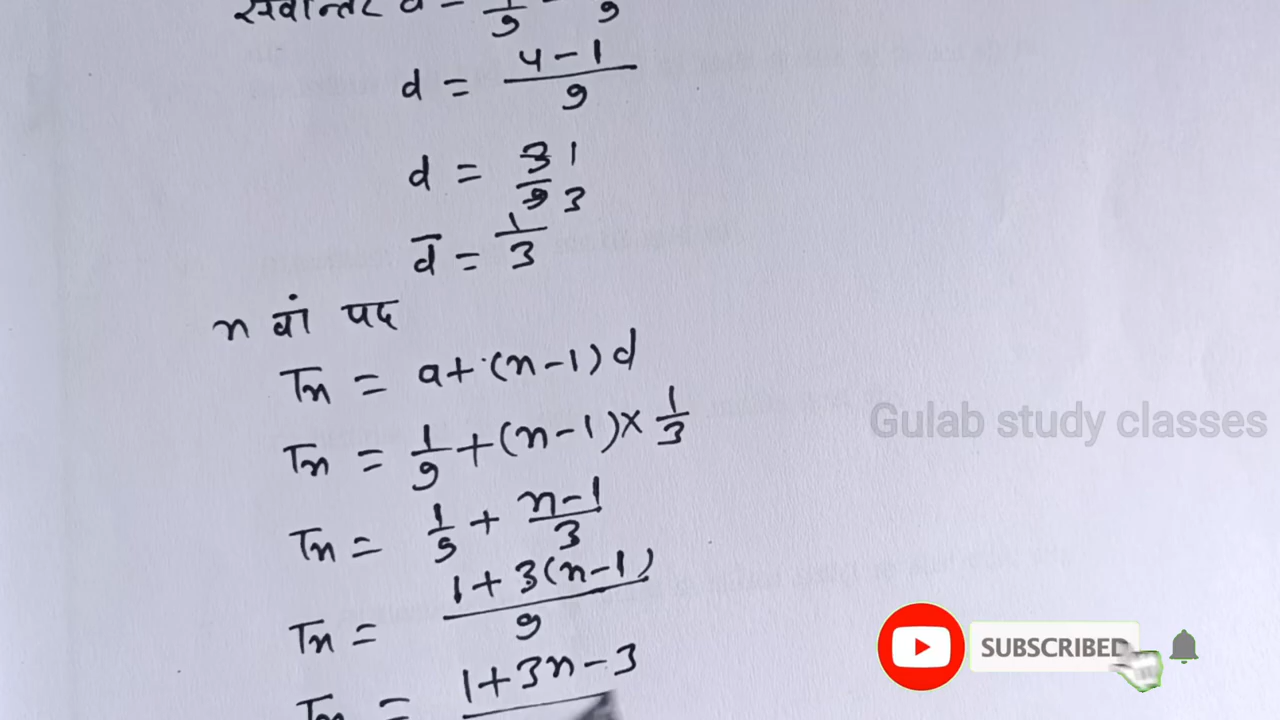 d = 4-1/9
d = 3/9 1/3
d = 1/3
n वां पद
Tn = a+(n-1)d
Tn = 1/9+(n-1)×1/3
Tn = 1/9 + n-1/3
Tn = 1+3(n-1)/9
Tn = 1+3n-3
Gulab study classes
SUBSCRIBED